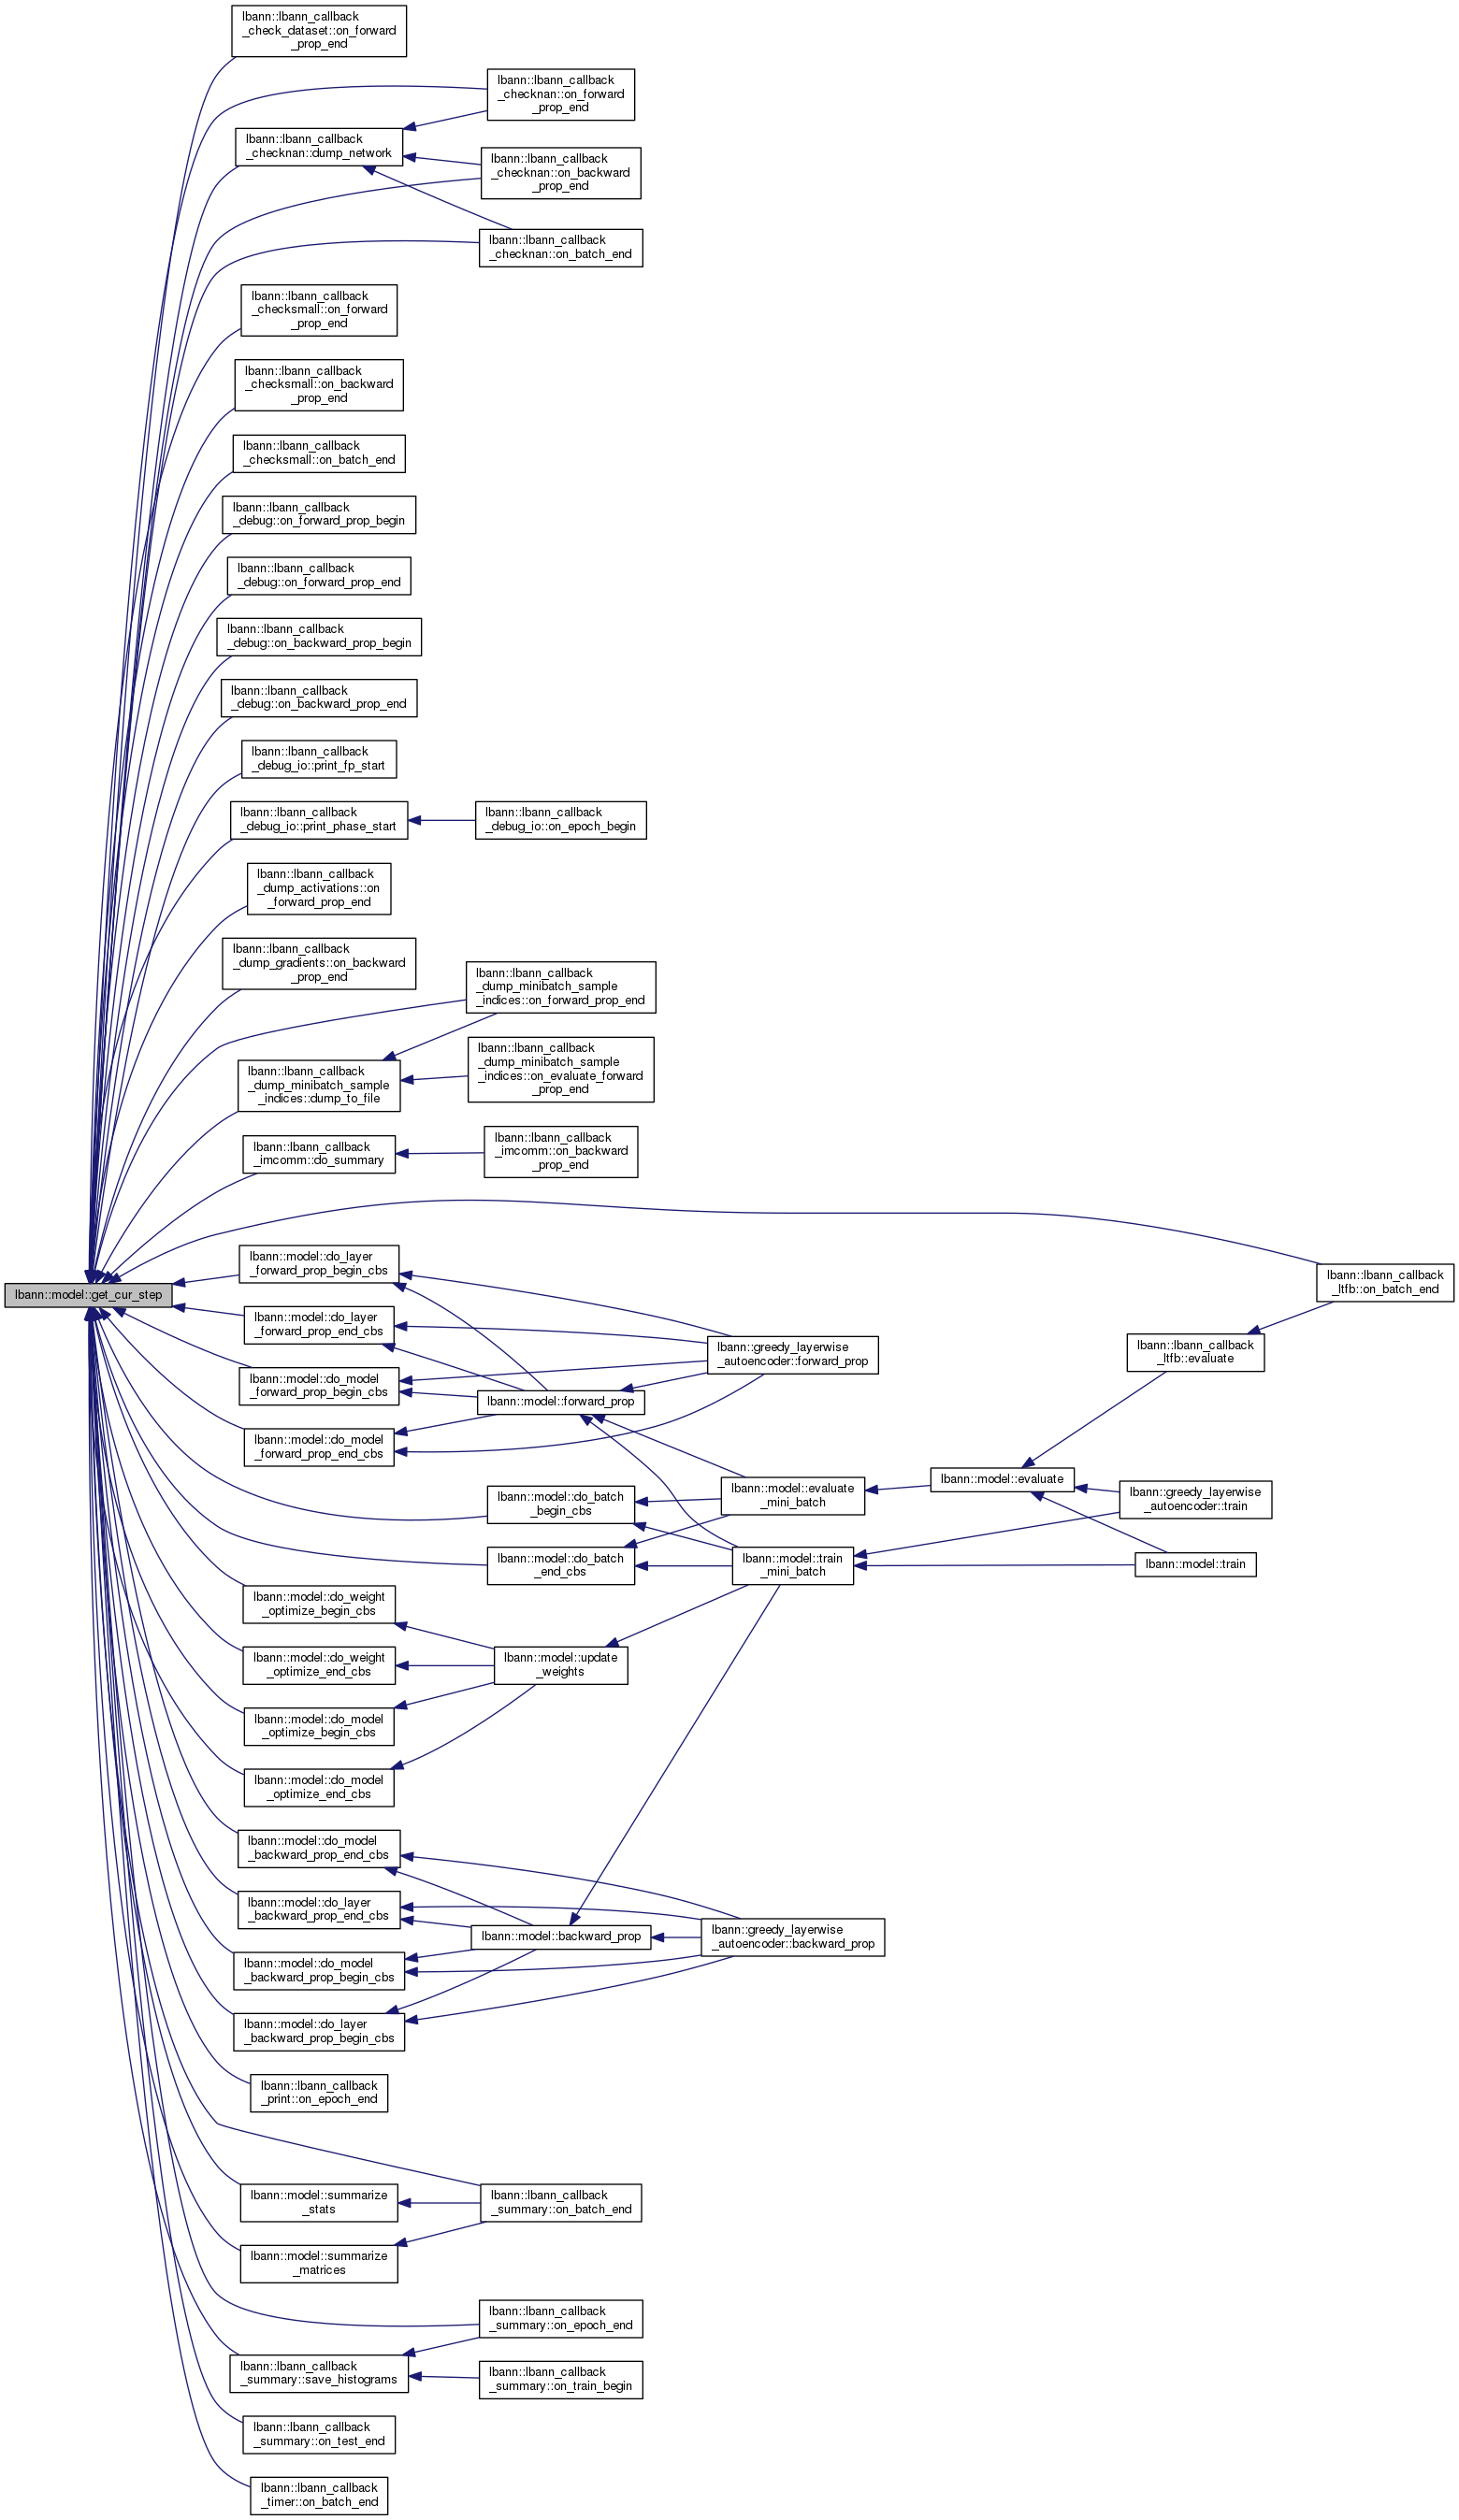 lbann::lbann_callback
_check_dataset::on_forward
_prop_end
lbann::lbann_callback
_checknan::on_forward
_prop_end
lbann::lbann_callback
_checknan::dump_network
lbann::lbann_callback
_checknan::on_backward
_prop_end
lbann::lbann_callback
_checknan::on_batch_end
lbann::lbann_callback
_checksmall::on_forward
_prop_end
lbann::lbann_callback
_checksmall::on_backward
_prop_end
lbann::lbann_callback
_checksmall::on_batch_end
lbann::lbann_callback
_debug::on_forward_prop_begin
lbann::lbann_callback
_debug::on_forward_prop_end
lbann::lbann_callback
_debug::on_backward_prop_begin
lbann::lbann_callback
_debug::on_backward_prop_end
lbann::lbann_callback
_debug_io::print_fp_start
lbann::lbann_callback
_debug_io::print_phase_start
lbann::lbann_callback
_debug_io::on_epoch_begin
lbann::lbann_callback
_dump_activations::on
_forward_prop_end
lbann::lbann_callback
_dump_gradients::on_backward
_prop_end
lbann::lbann_callback
_dump_minibatch_sample
_indices::on_forward_prop_end
lbann::lbann_callback
_dump_minibatch_sample
_indices::on_evaluate_forward
_prop_end
lbann::lbann_callback
_dump_minibatch_sample
_indices::dump_to_file
lbann::lbann_callback
_imcomm::do_summary
lbann::lbann_callback
_imcomm::on_backward
_prop_end
lbann::model::get_cur_step
lbann::model::do_layer
_forward_prop_begin_cbs
lbann::lbann_callback
_ltfb::on_batch_end
lbann::model::do_layer
_forward_prop_end_cbs
lbann::greedy_layerwise
_autoencoder::forward_prop
lbann::lbann_callback
_ltfb::evaluate
lbann::model::do_model
_forward_prop_begin_cbs
lbann::model::forward_prop
lbann::model::do_model
_forward_prop_end_cbs
lbann::model::do_batch
_begin_cbs
lbann::model::evaluate
_mini_batch
lbann::model::evaluate
lbann::greedy_layerwise
_autoencoder::train
lbann::model::do_batch
_end_cbs
lbann::model::train
_mini_batch
lbann::model::train
lbann::model::do_weight
_optimize_begin_cbs
lbann::model::do_weight
_optimize_end_cbs
lbann::model::update
_weights
lbann::model::do_model
_optimize_begin_cbs
lbann::model::do_model
_optimize_end_cbs
lbann::model::do_model
_backward_prop_end_cbs
lbann::model::do_layer
_backward_prop_end_cbs
lbann::model::backward_prop
lbann::greedy_layerwise
_autoencoder::backward_prop
lbann::model::do_model
_backward_prop_begin_cbs
lbann::model::do_layer
_backward_prop_begin_cbs
lbann::lbann_callback
_print::on_epoch_end
lbann::model::summarize
_stats
lbann::lbann_callback
_summary::on_batch_end
lbann::model::summarize
_matrices
lbann::lbann_callback
_summary::on_epoch_end
lbann::lbann_callback
_summary::save_histograms
lbann::lbann_callback
_summary::on_train_begin
lbann::lbann_callback
_summary::on_test_end
lbann::lbann_callback
_timer::on_batch_end